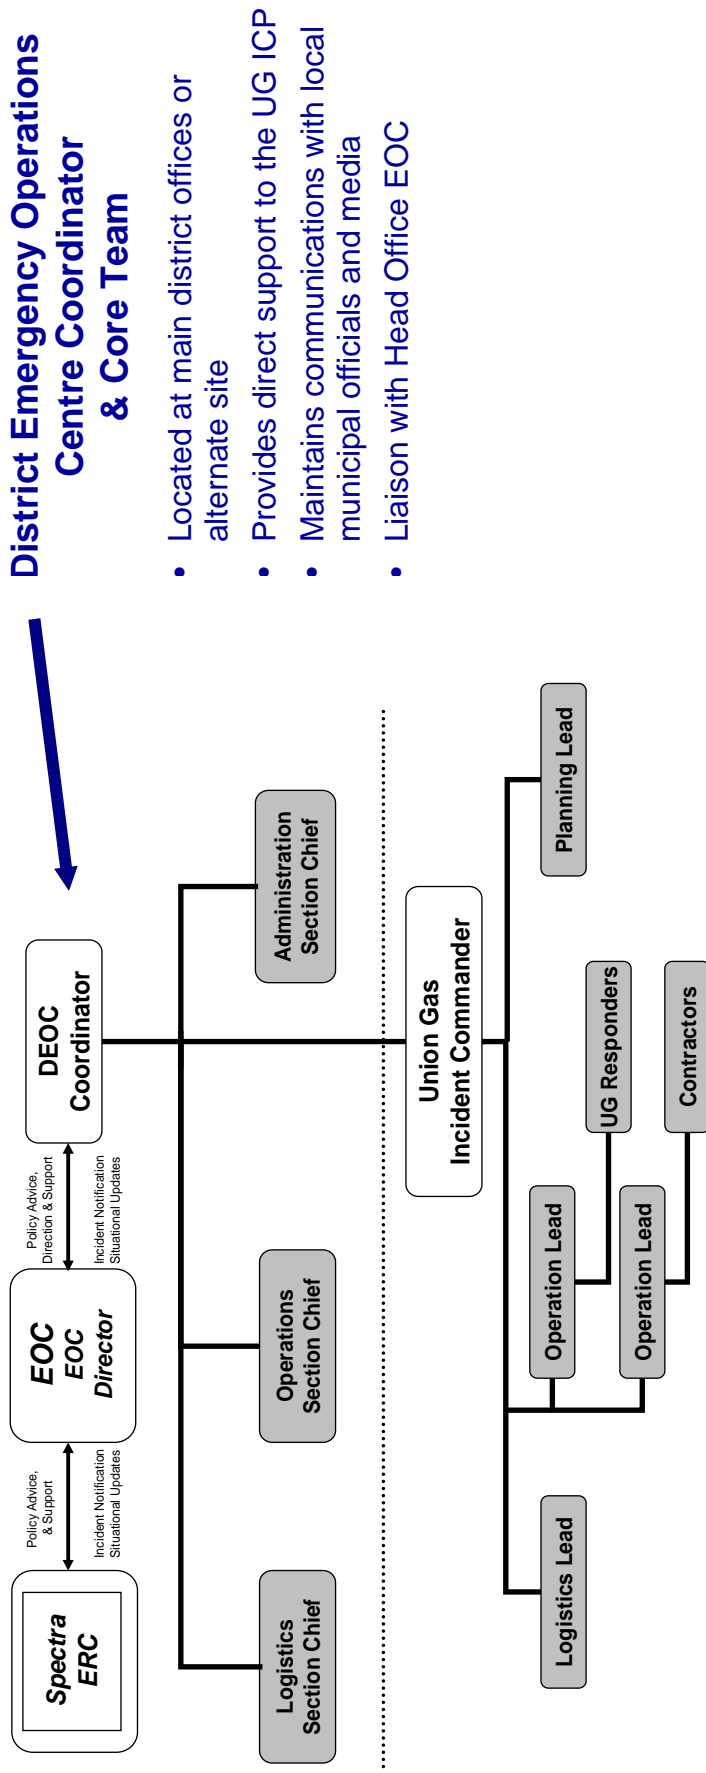 District Emergency Operations
Centre Coordinator
& Core Team
• Located at main district offices or
alternate site
• Provides direct support to the UG ICP
• Maintains communications with local
municipal officials and media
• Liaison with Head Office EOC
Spectra
ERC
Policy Advice,
& Support
Incident Notification
Situational Updates
EOC
EOC
Director
Policy Advice,
Direction & Support
Incident Notification
Situational Updates
DEOC
Coordinator
Logistics
Section Chief
Operations
Section Chief
Administration
Section Chief
Union Gas
Incident Commander
Logistics Lead
Operation Lead
UG Responders
Operation Lead
Contractors
Planning Lead